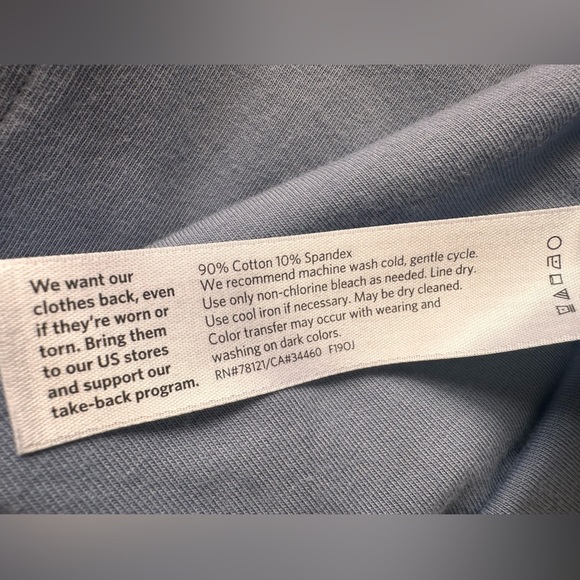 We want our
clothes back, even
if they're worn or
torn. Bring them
to our US stores
and support our
take-back program.
90% Cotton 10% Spandex
We recommend machine wash cold, gentle cycle.
Use only non-chlorine bleach as needed. Line dry.
Use cool iron if necessary. May be dry cleaned.
Color transfer may occur with wearing and
washing on dark colors.
RN#78121/CA#34460 F19OJ